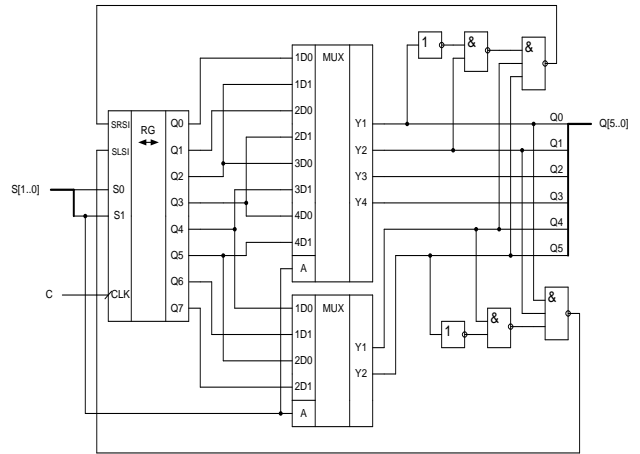 1
&
&
1D0
MUX
1D1
2D0
2D1
3D0
3D1
4D0
4D1
A
Y1
Y2
Y3
Y4
SRSI
SLSI
S0
S1
CLK
RG
Q0
Q1
Q2
Q3
Q4
Q5
Q6
Q7
S[1..0]
C
Q0
Q1
Q2
Q3
Q4
Q5
Q[5..0]
1D0
MUX
1D1
2D0
2D1
A
Y1
Y2
1
&
&